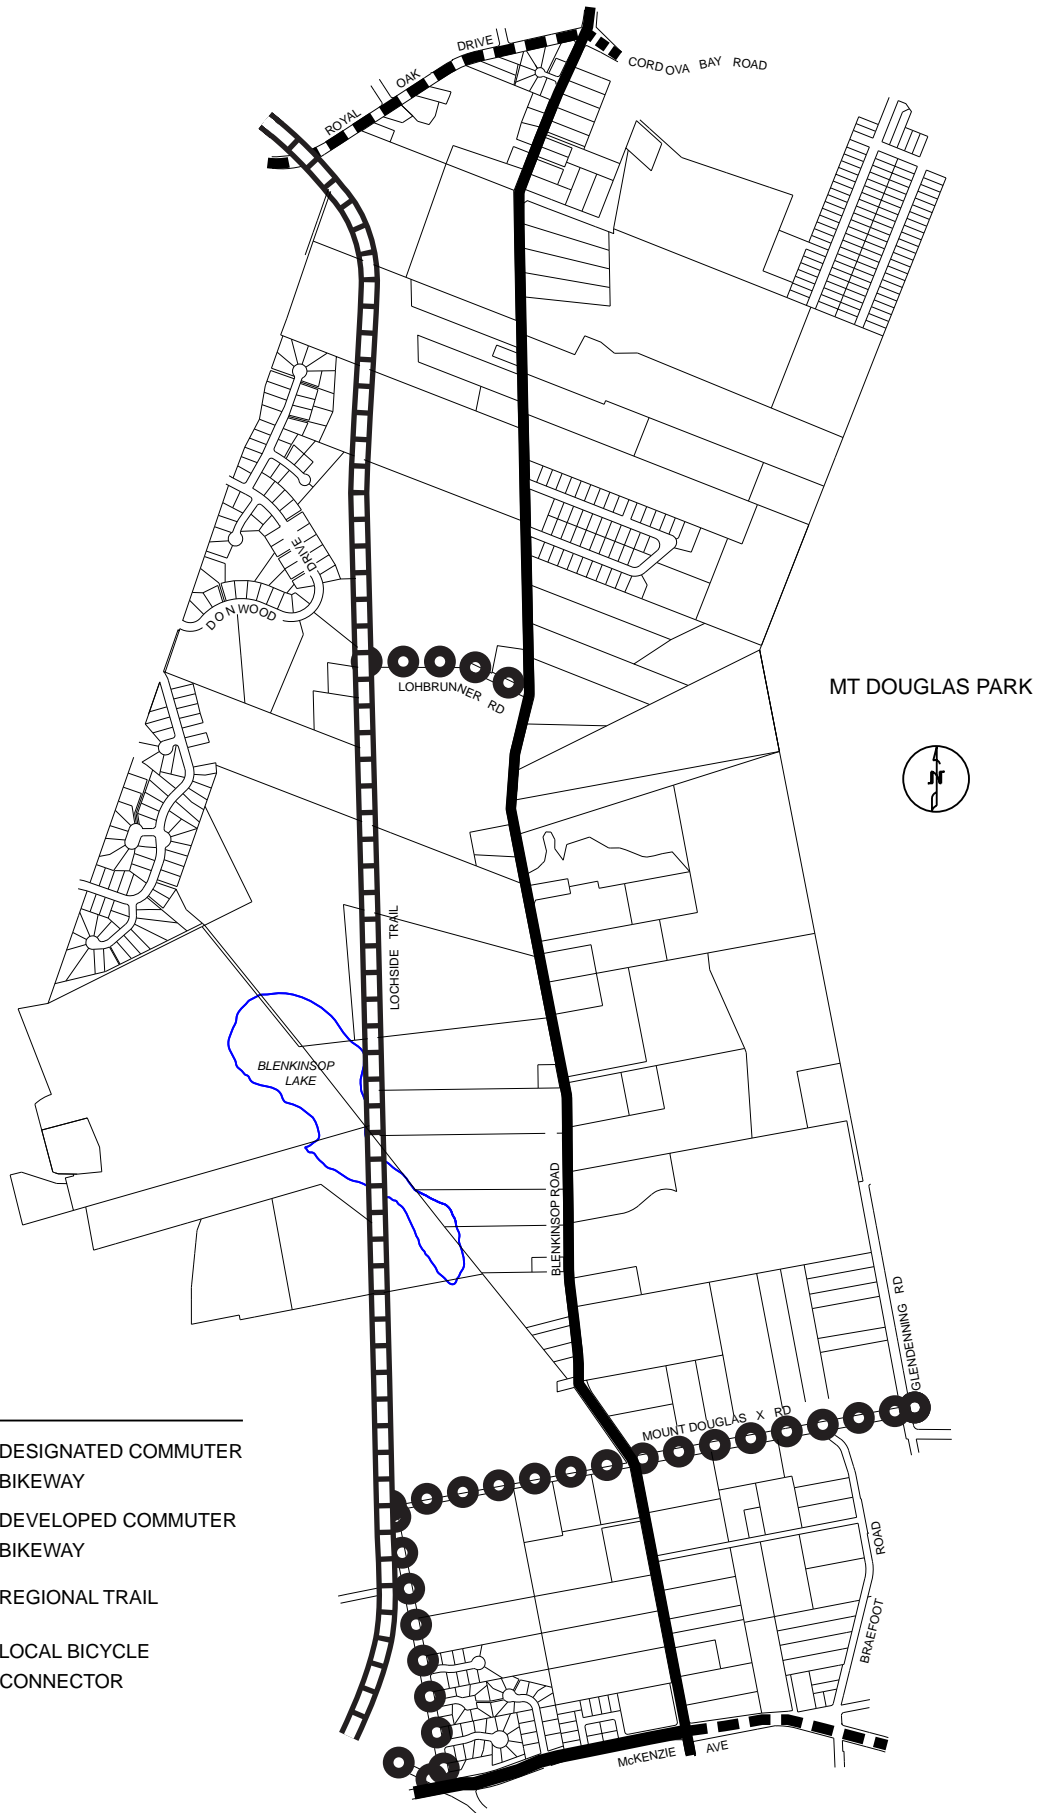 DRIVE
OAK
ROYAL
CORDOVA BAY ROAD
DRIVE
DONWOOD
LOHBRUNNER RD
MT DOUGLAS PARK
N
LOCHSIDE TRAIL
BLENKINSOP
LAKE
BLENKINSOP ROAD
GLENDENNING RD
MOUNT DOUGLAS X RD
DESIGNATED COMMUTER
BIKEWAY
DEVELOPED COMMUTER
BIKEWAY
REGIONAL TRAIL
LOCAL BICYCLE
CONNECTOR
ROAD
BRAEFOOT
McKENZIE AVE